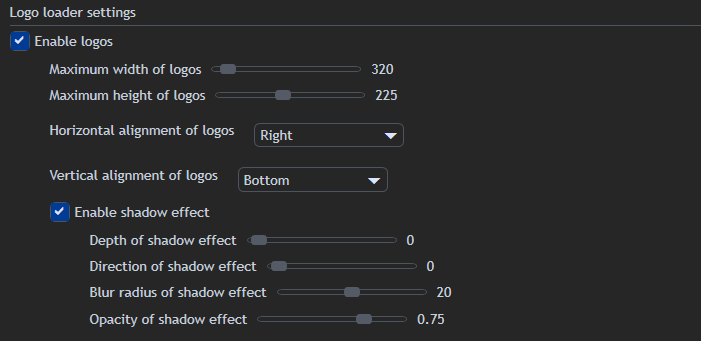 Logo loader settings
Enable logos
Maximum width of logos 320
Maximum height of logos 225
Horizontal alignment of logos Right
Vertical alignment of logos Bottom
Enable shadow effect
Depth of shadow effect 0
Direction of shadow effect 0
Blur radius of shadow effect 20
Opacity of shadow effect 0.75